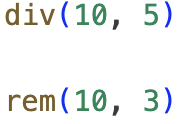 div(10, 5)
rem(10, 3)